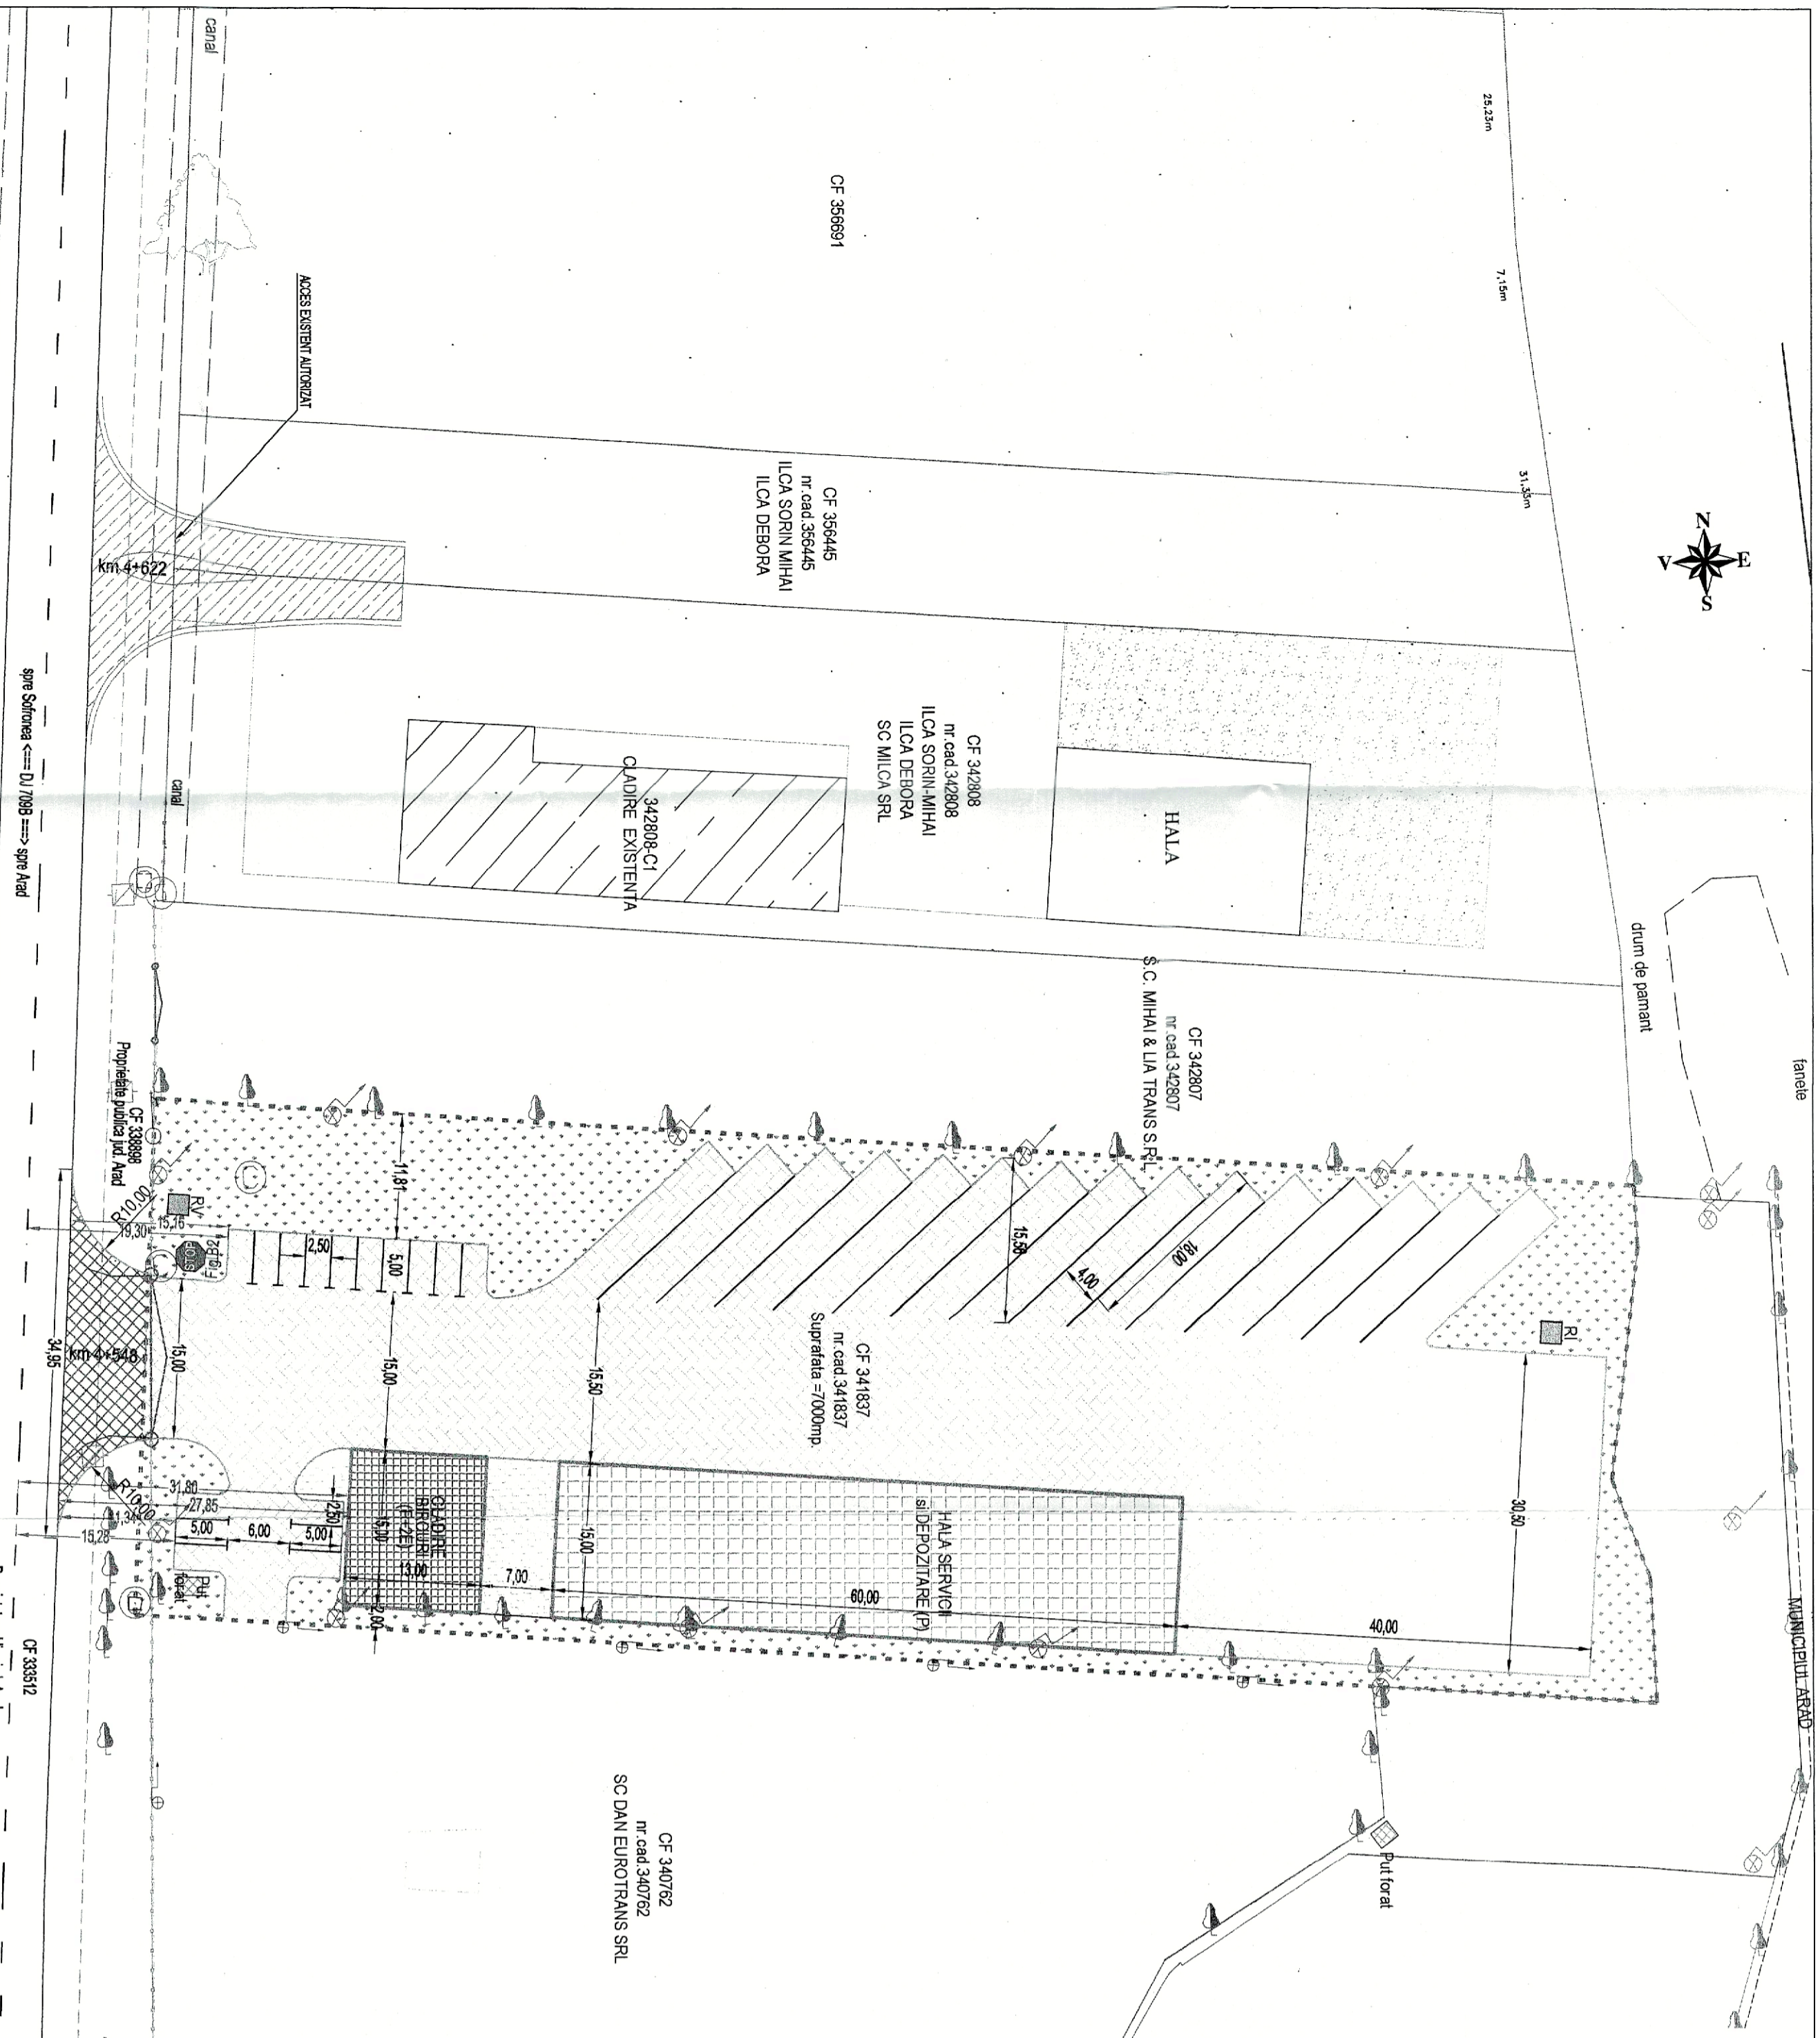 canal
25,23m
7,15m
31,33m
CF 356691
ACCES EXISTENT AUTORIZAT
N
V
E
S
CF 356445
nr.cad.356445
ILCA SORIN MIHAI
ILCA DEBORA
km 4+622
CF 342808
nr.cad.342808
ILCA SORIN-MIHAI
ILCA DEBORA
SC MILCA SRL
HALA
342808-C1
CLADIRE EXISTENTA
canal
spre Sofronea <=== DJ 709B ===> spre Arad
drum de pamant
fanete
CF 342807
nr.cad.342807
S.C. MIHAI & LIA TRANS S.R.L.
CF 338898
Proprietate publica jud. Arad
11,81
R10,00
RV
15,16
19,30
STOP
Fig.B2
2,50
5,00
15,58
18,00
4,00
RI
34,95
km 4+548
15,00
15,00
15,50
CF 341837
nr.cad.341837
Suprafata =7000mp.
30,50
31,80
27,85
R10,00
15,28
5,00
6,00
5,00
2,50
CLADIRE
BIROURI
13,00
2,00
7,00
15,00
HALA SERVICII
si DEPOZITARE (P)
60,00
40,00
Put
forat
MUNICIPIUL ARAD
CF 333512
CF 340762
nr.cad.340762
SC DAN EUROTRANS SRL
Put forat